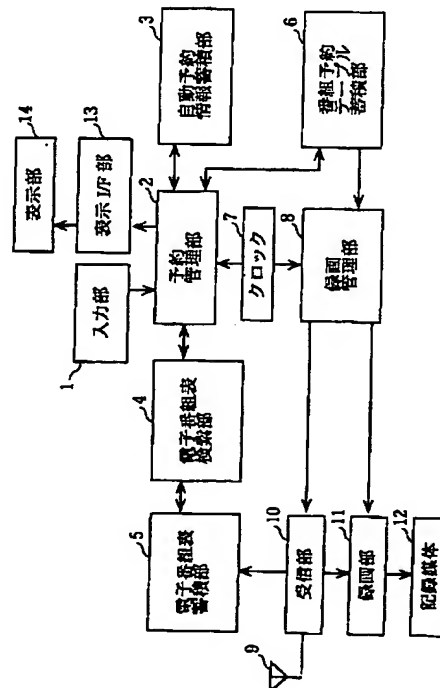 14
表示部
13
表示 I/F 部
3
自動予約
情報蓄積部
1
入力部
2
予約
管理部
6
番組予約
テーブル
蓄積部
7
クロック
4
電子番組表
検索部
8
録画
管理部
5
電子番組表
蓄積部
10
受信部
11
録画部
12
記録媒体
9